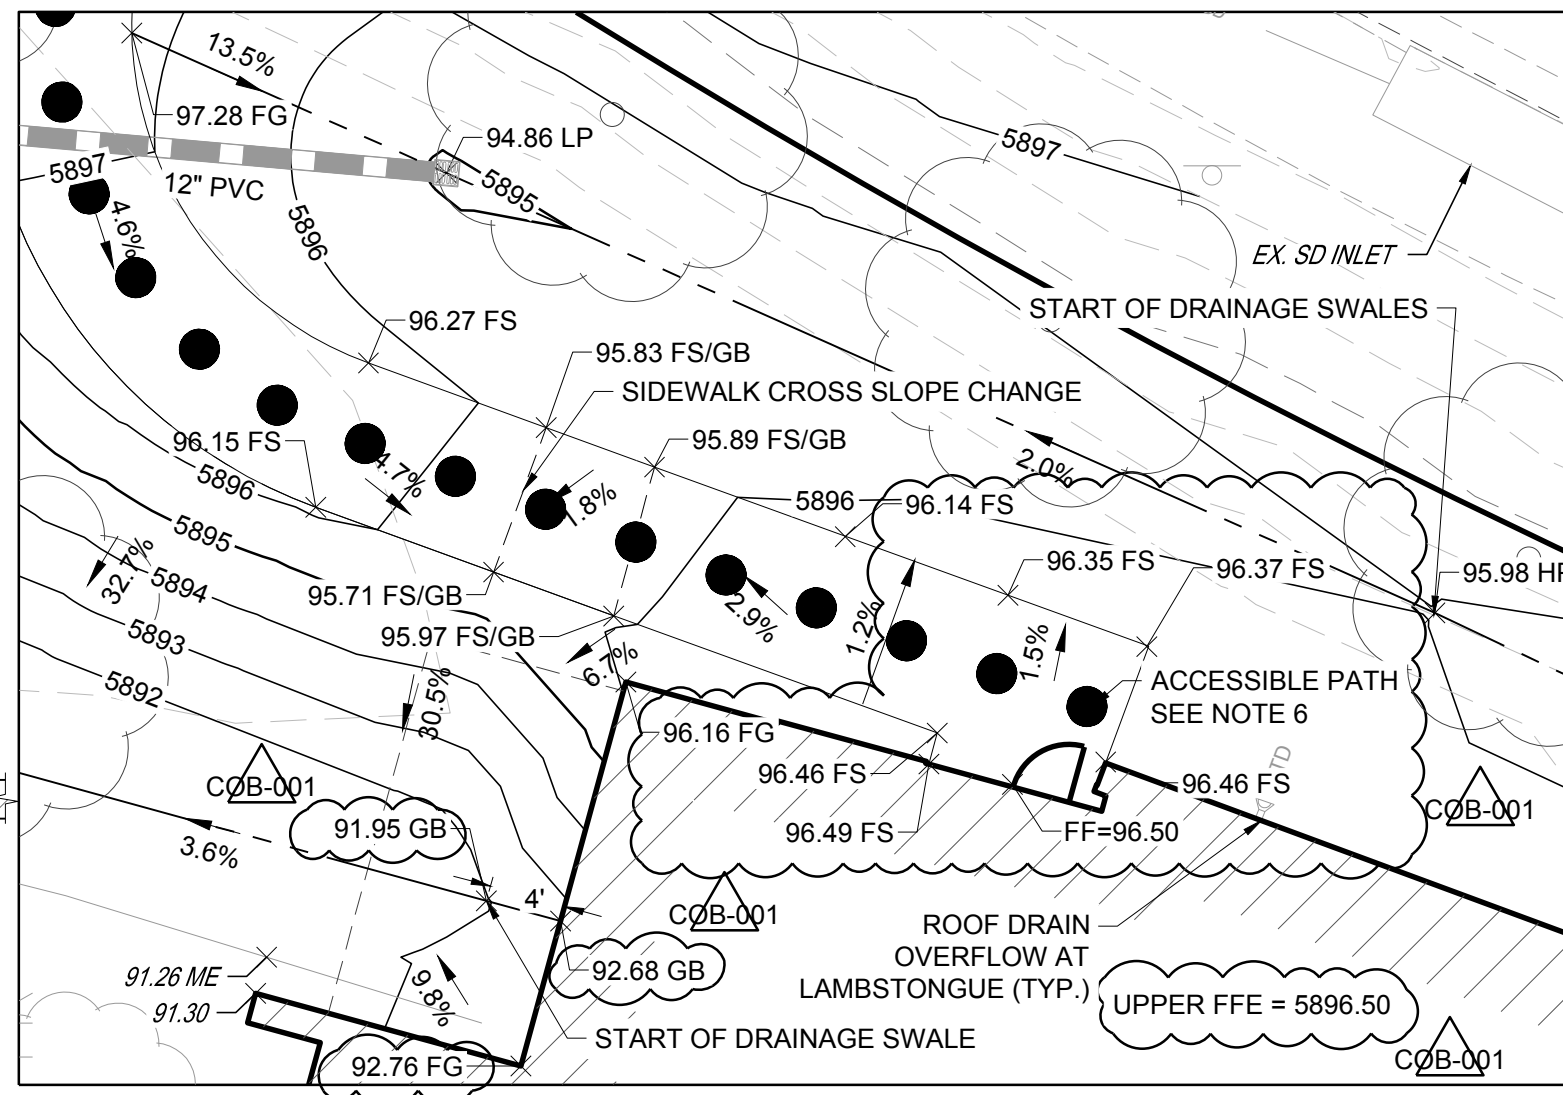 13.5%
97.28 FG
94.86 LP
5897
5897
12" PVC
5895
4.6%
5896
EX. SD INLET
START OF DRAINAGE SWALES
96.27 FS
95.83 FS/GB
SIDEWALK CROSS SLOPE CHANGE
96.15 FS
95.89 FS/GB
4.7%
2.0%
5896
1.8%
5896
96.14 FS
5895
32.7%
5894
95.71 FS/GB
96.35 FS
96.37 FS
95.98
2.9%
1.2%
5893
95.97 FS/GB
1.5%
6.7%
5892
30.5%
ACCESSIBLE PATH
SEE NOTE 6
96.16 FG
96.46 FS
TD
96.46 FS
COB-001
COB-001
91.95 GB
96.49 FS
FF=96.50
3.6%
4'
COB-001
ROOF DRAIN
OVERFLOW AT
LAMBSTONGUE (TYP.)
92.68 GB
91.26 ME
91.30
9.8%
UPPER FFE = 5896.50
START OF DRAINAGE SWALE
92.76 FG
COB-001